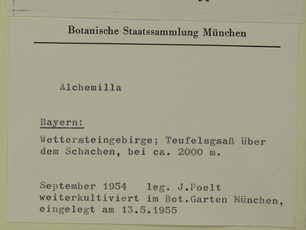 Botanische Staatssammlung München
Alchemilla
Bayern:
Wettersteingebirge; Teufelsgsaß über
dem Schachen, bei ca. 2000 m.
September 1954 leg. J.Poelt
weiterkultiviert im Bot.Garten München,
eingelegt am 13.5.1955